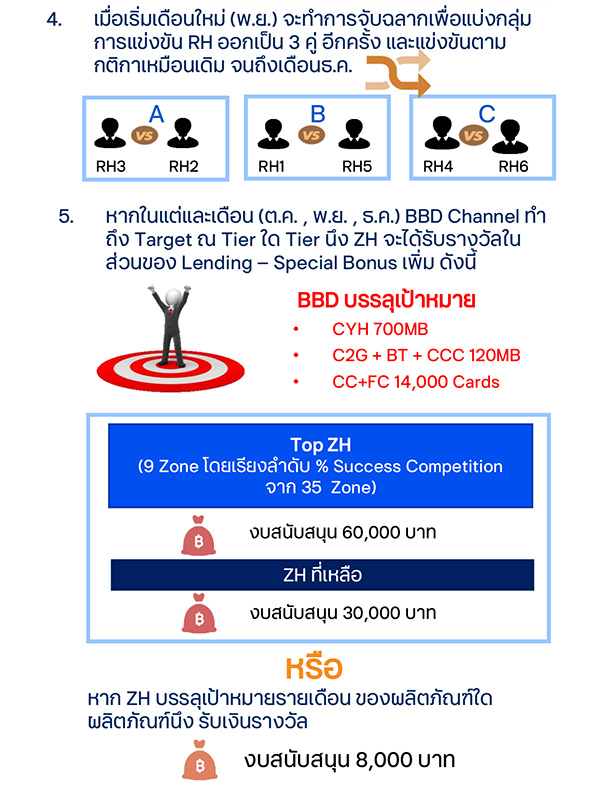 4. เมื่อเริ่มเดือนใหม่ (พ.ย.) จะทำการจับฉลากเพื่อแบ่งกลุ่ม
การแข่งขัน RH ออกเป็น 3 คู่ อีกครั้ง และแข่งขันตาม
กติกาเหมือนเดิม จนถึงเดือนธ.ค.
A B C
VS VS VS
RH3 RH2 RH1 RH5 RH4 RH6
5. หากในแต่และเดือน (ต.ค. , พ.ย. , ธ.ค.) BBD Channel ทำ
ถึง Target ณ Tier ใด Tier นึง ZH จะได้รับรางวัลใน
ส่วนของ Lending – Special Bonus เพิ่ม ดังนี้
BBD บรรลุเป้าหมาย
• CYH 700MB
• C2G + BT + CCC 120MB
• CC+FC 14,000 Cards
Top ZH
(9 Zone โดยเรียงลำดับ % Success Competition
จาก 35 Zone)
฿ งบสนับสนุน 60,000 บาท
ZH ที่เหลือ
฿ งบสนับสนุน 30,000 บาท
หรือ
หาก ZH บรรลุเป้าหมายรายเดือน ของผลิตภัณฑ์ใด
ผลิตภัณฑ์นึง รับเงินรางวัล
฿ งบสนับสนุน 8,000 บาท